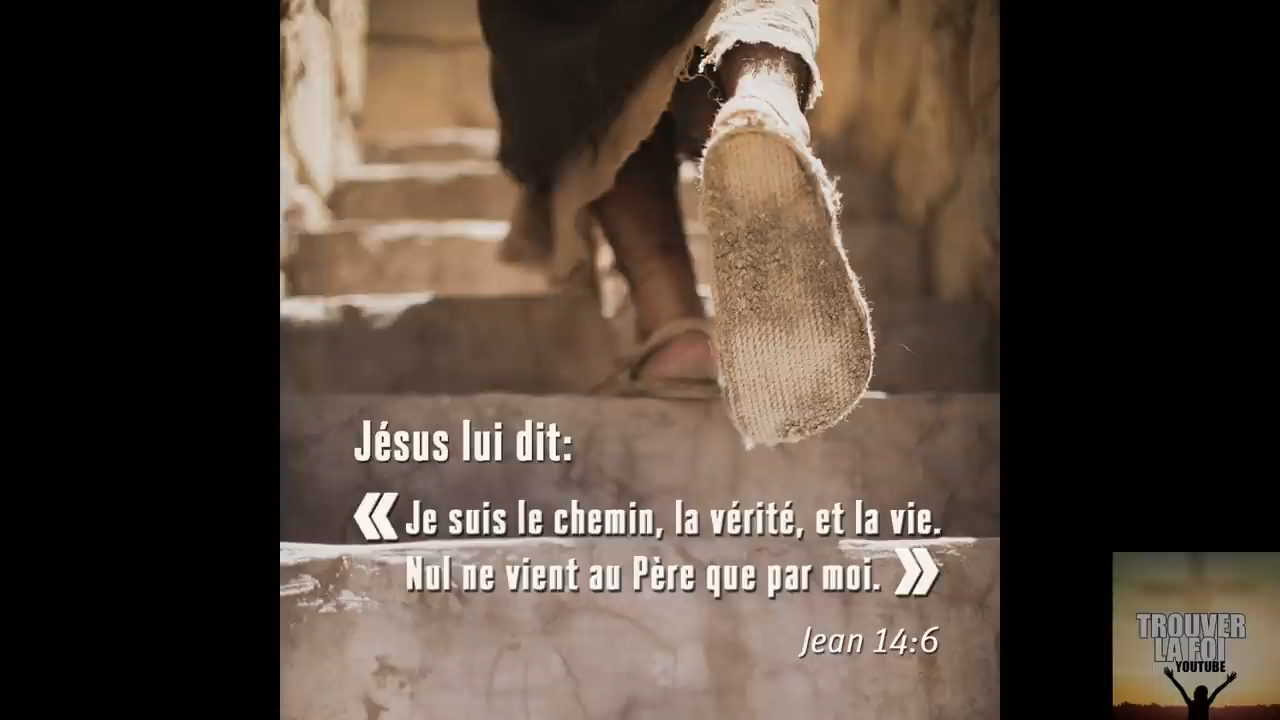 Jésus lui dit:
« Je suis le chemin, la vérité, et la vie.
Nul ne vient au Père que par moi. »
Jean 14:6
TROUVER
LA FOI
YOUTUBE